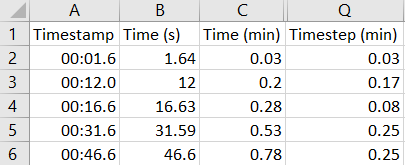 A B C Q
1 Timestamp Time (s) Time (min) Timestep (min)
2 00:01.6 1.64 0.03 0.03
3 00:12.0 12 0.2 0.17
4 00:16.6 16.63 0.28 0.08
5 00:31.6 31.59 0.53 0.25
6 00:46.6 46.6 0.78 0.25